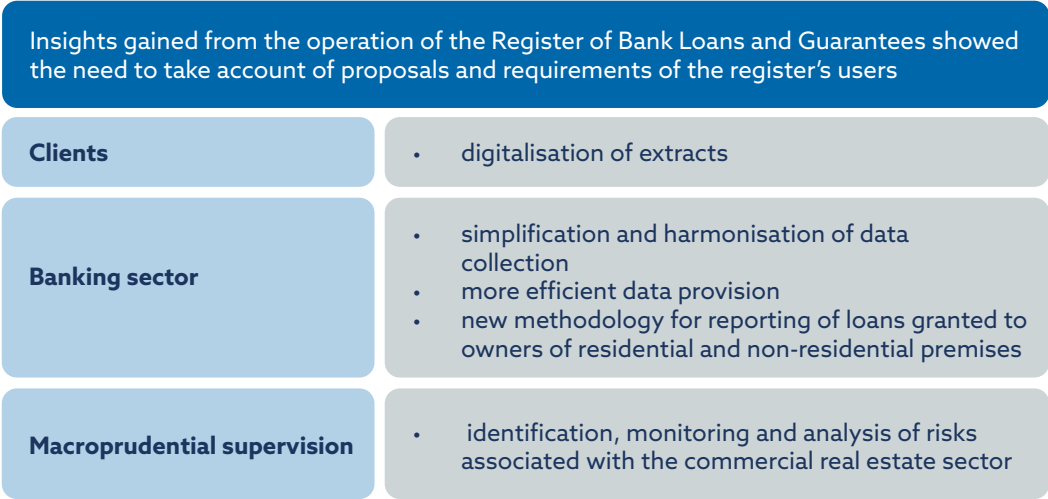 Insights gained from the operation of the Register of Bank Loans and Guarantees showed
the need to take account of proposals and requirements of the register’s users
Clients
• digitalisation of extracts
Banking sector
• simplification and harmonisation of data
collection
• more efficient data provision
• new methodology for reporting of loans granted to
owners of residential and non-residential premises
Macroprudential supervision
• identification, monitoring and analysis of risks
associated with the commercial real estate sector